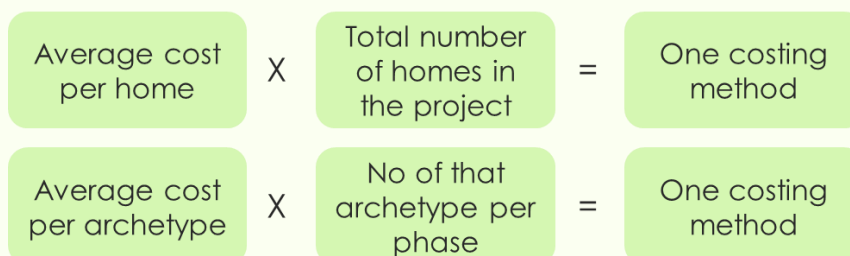 Average cost
per home
X
Total number
of homes in
the project
=
One costing
method
Average cost
per archetype
X
No of that
archetype per
phase
=
One costing
method